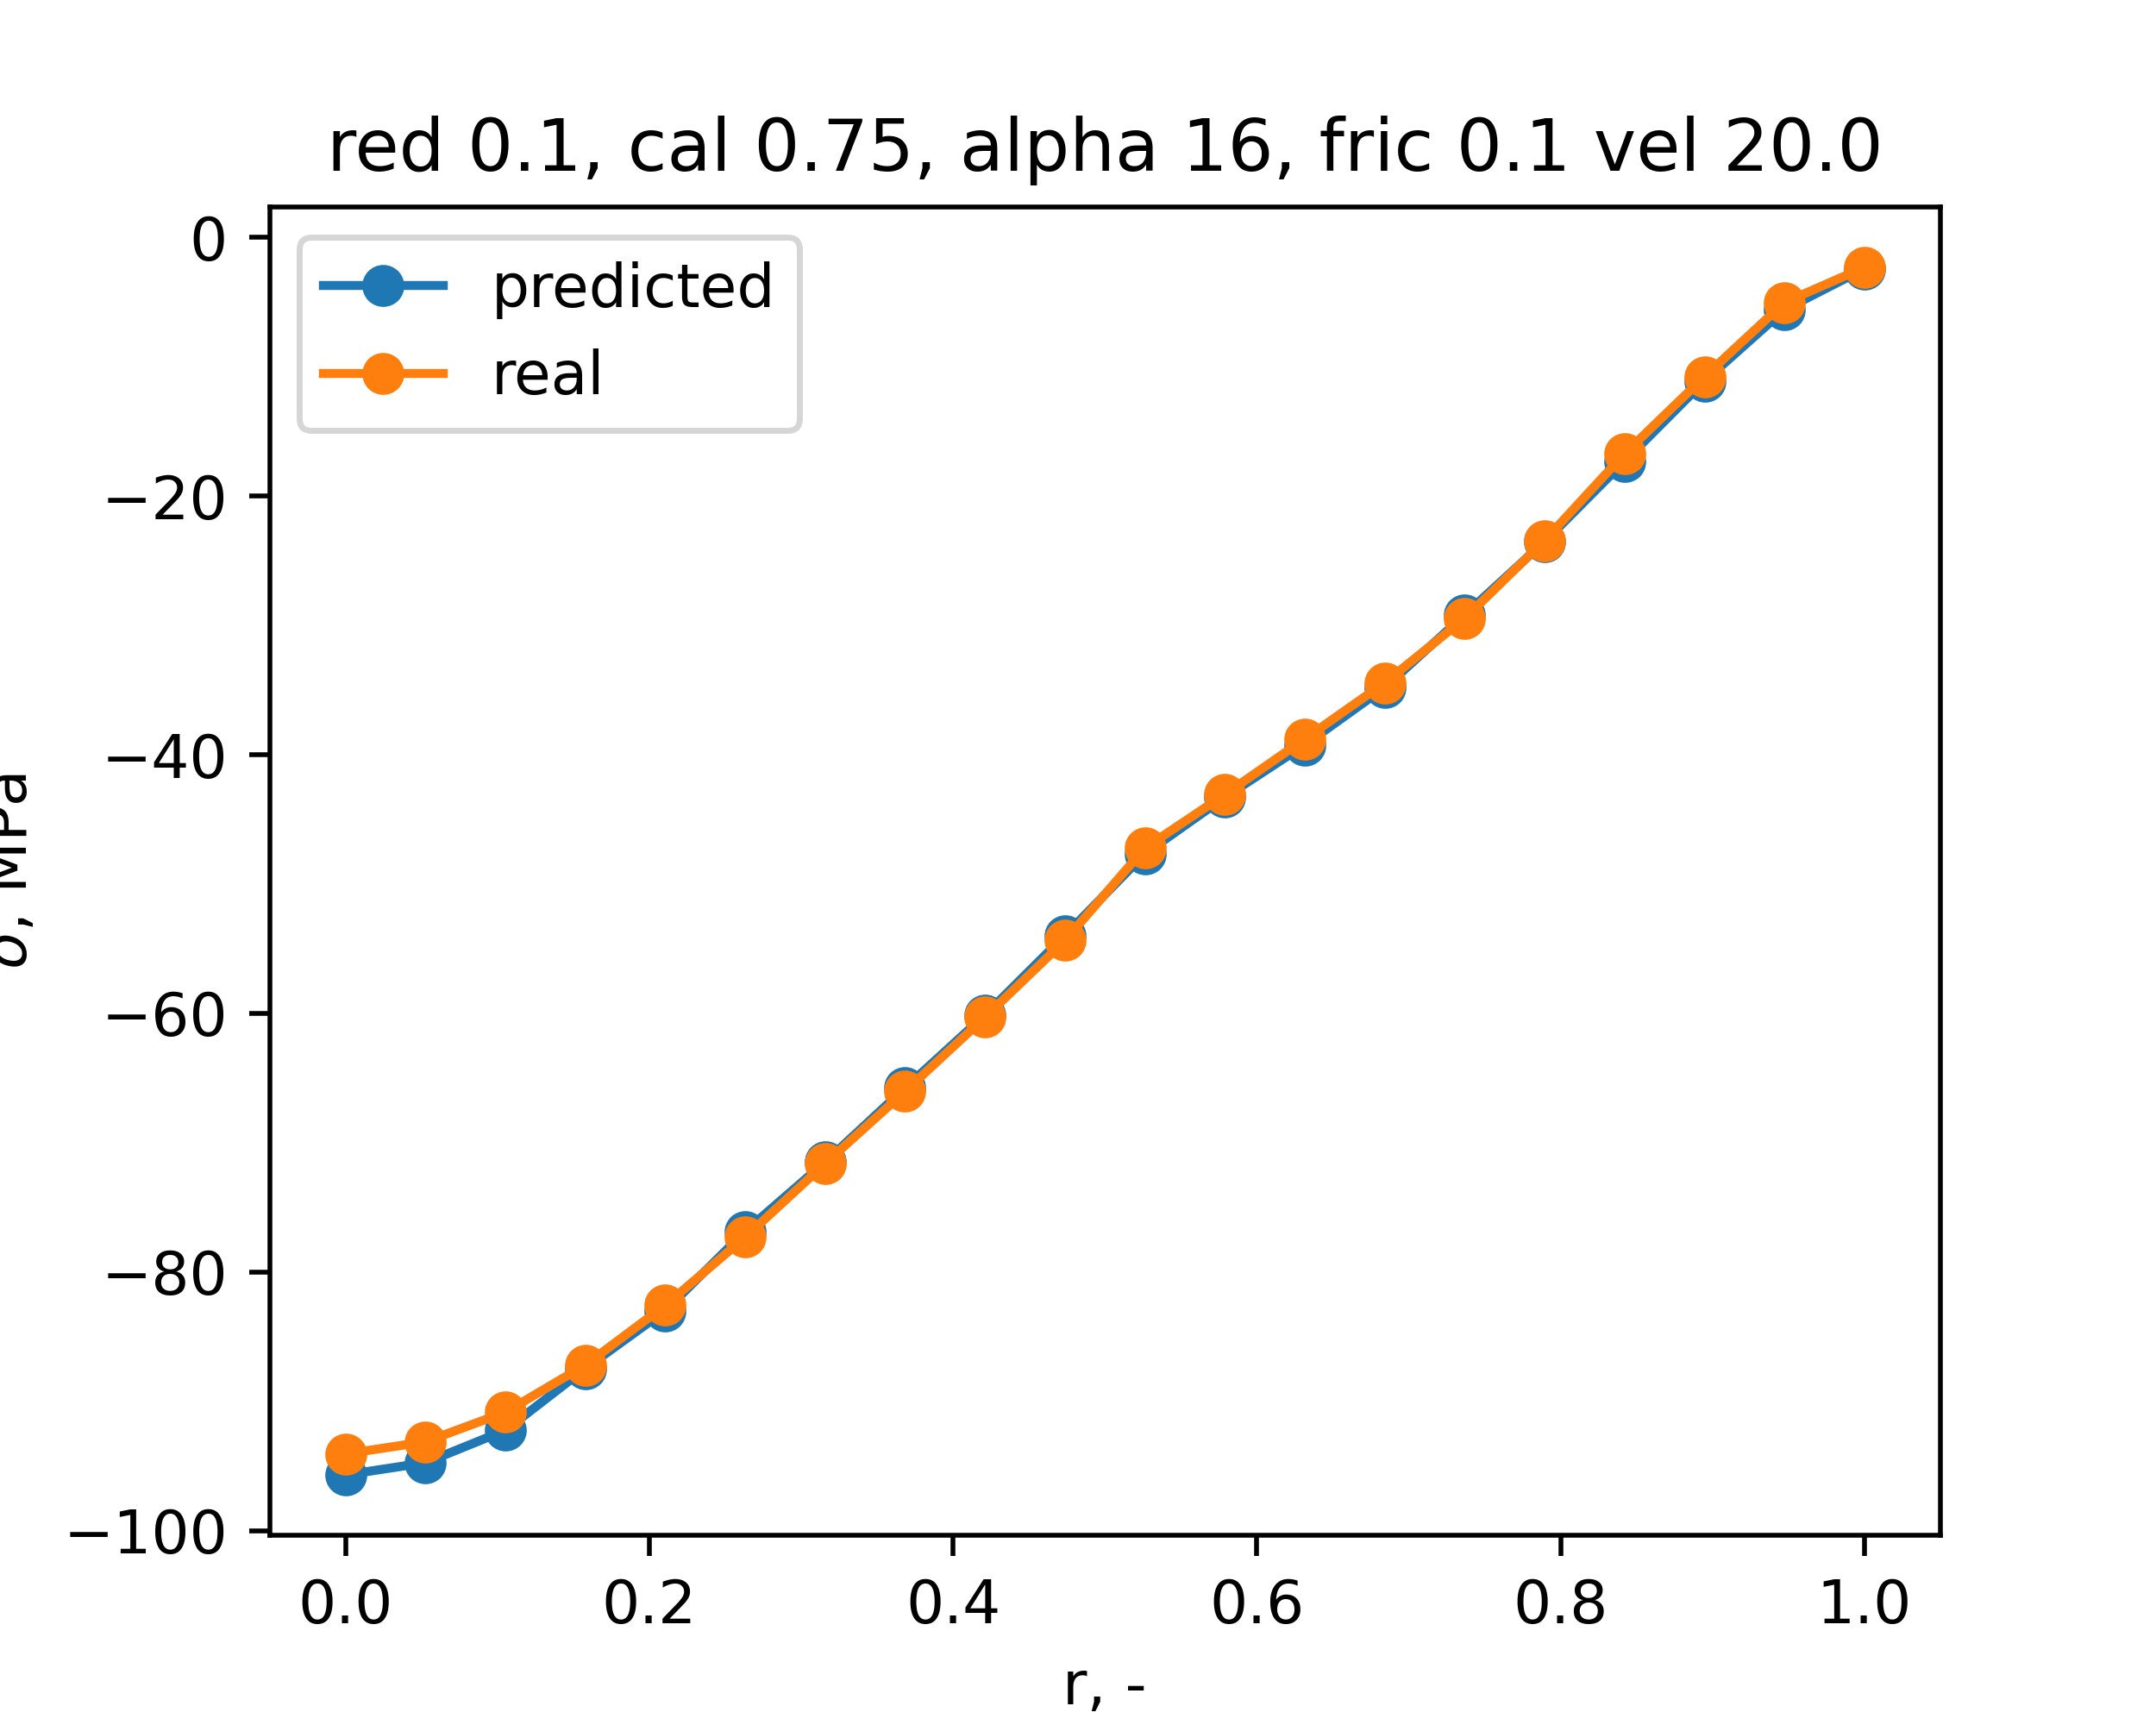 red 0.1, cal 0.75, alpha 16, fric 0.1 vel 20.0
predicted
real
0
−20
−40
−60
−80
−100
, MPa
0.0 0.2 0.4 0.6 0.8 1.0
r, -